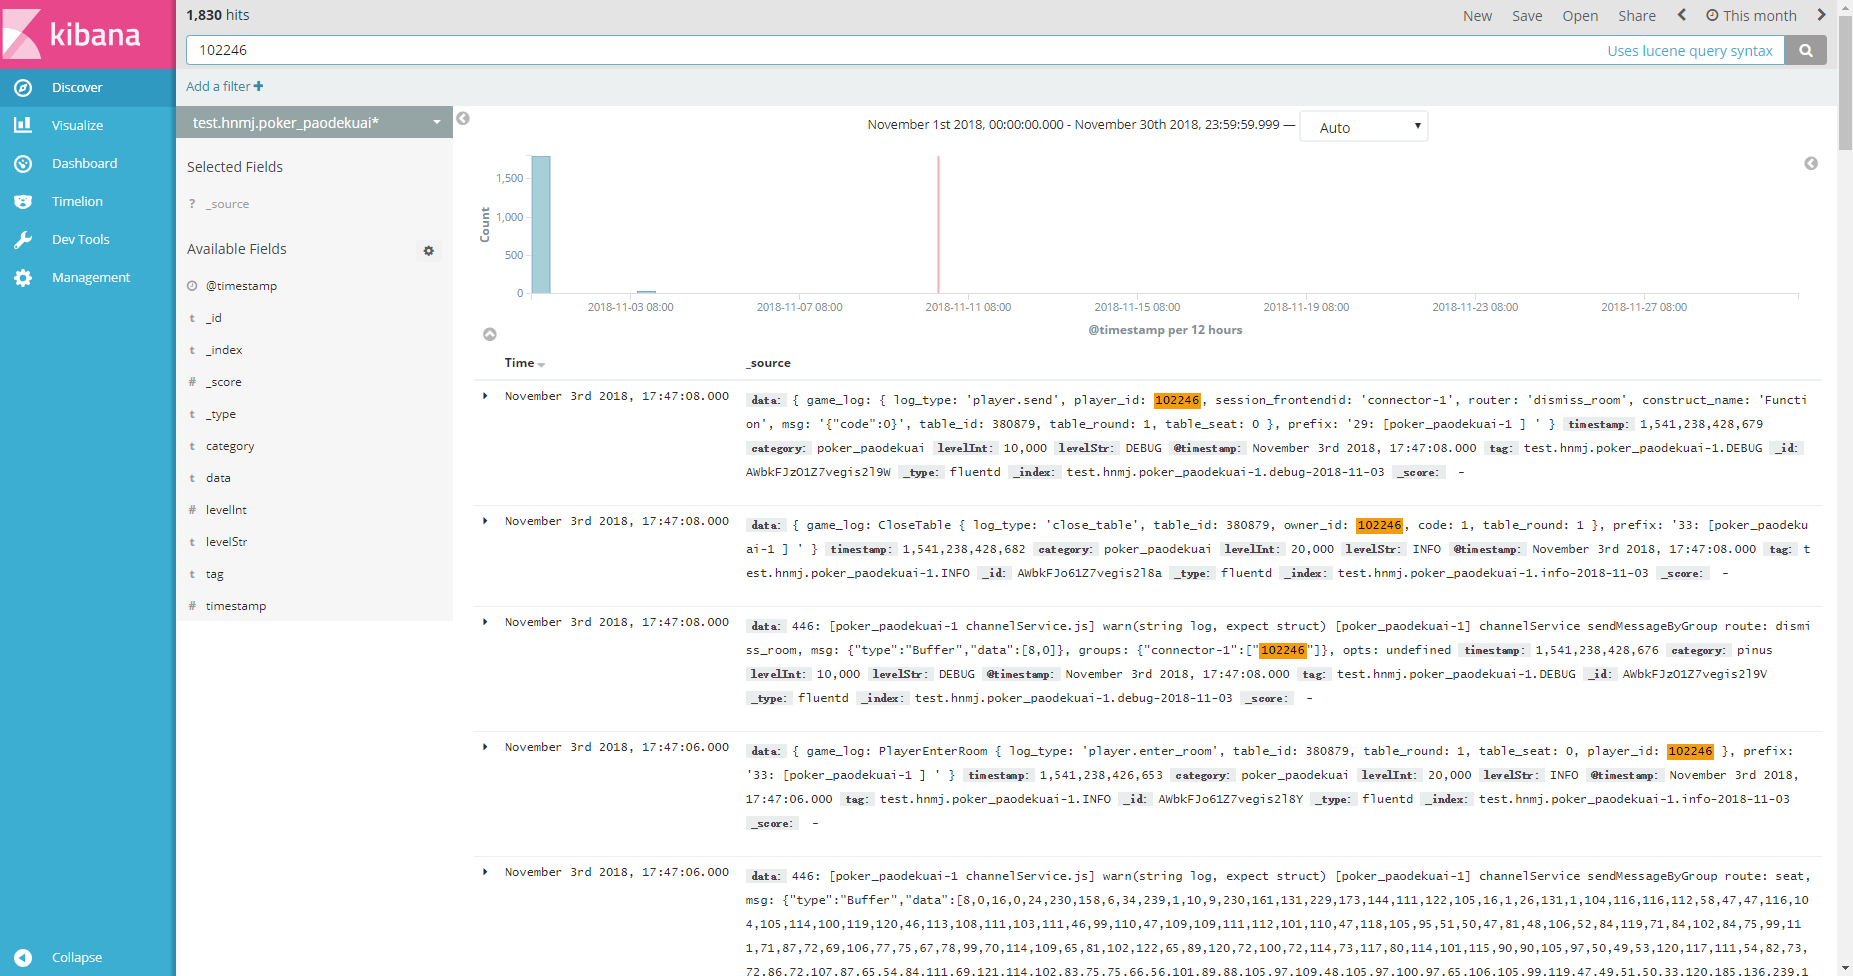 kibana
Discover
Visualize
Dashboard
Timelion
Dev Tools
Management
Collapse
1,830 hits
New Save Open Share This month
102246
Uses lucene query syntax
Add a filter
test.hnmj.poker_paodekuai*
Selected Fields
? _source
Available Fields
@timestamp
t _id
t _index
# _score
t _type
t category
t data
# levelInt
t levelStr
t tag
# timestamp
November 1st 2018, 00:00:00.000 - November 30th 2018, 23:59:59.999 — Auto
Count
1,500
1,000
500
0
2018-11-03 08:00 2018-11-07 08:00 2018-11-11 08:00 2018-11-15 08:00 2018-11-19 08:00 2018-11-23 08:00 2018-11-27 08:00
@timestamp per 12 hours
Time _source
November 3rd 2018, 17:47:08.000 data: { game_log: { log_type: 'player.send', player_id: 102246, session_frontendid: 'connector-1', router: 'dismiss_room', construct_name: 'Functi
on', msg: '{"code":0}', table_id: 380879, table_round: 1, table_seat: 0 }, prefix: '29: [poker_paodekuai-1 ] ' } timestamp: 1,541,238,428,679
category: poker_paodekuai levelInt: 10,000 levelStr: DEBUG @timestamp: November 3rd 2018, 17:47:08.000 tag: test.hnmj.poker_paodekuai-1.DEBUG _id:
AWbkFJzO1Z7vegis2l9W _type: fluentd _index: test.hnmj.poker_paodekuai-1.debug-2018-11-03 _score: -
November 3rd 2018, 17:47:08.000 data: { game_log: CloseTable { log_type: 'close_table', table_id: 380879, owner_id: 102246, code: 1, table_round: 1 }, prefix: '33: [poker_paodeku
ai-1 ] ' } timestamp: 1,541,238,428,682 category: poker_paodekuai levelInt: 20,000 levelStr: INFO @timestamp: November 3rd 2018, 17:47:08.000 tag: t
est.hnmj.poker_paodekuai-1.INFO _id: AWbkFJo61Z7vegis2l8a _type: fluentd _index: test.hnmj.poker_paodekuai-1.info-2018-11-03 _score: -
November 3rd 2018, 17:47:08.000 data: 446: [poker_paodekuai-1 channelService.js] warn(string log, expect struct) [poker_paodekuai-1] channelService sendMessageByGroup route: dismi
ss_room, msg: {"type":"Buffer","data":[8,0]}, groups: {"connector-1":["102246"]}, opts: undefined timestamp: 1,541,238,428,676 category: pinus
levelInt: 10,000 levelStr: DEBUG @timestamp: November 3rd 2018, 17:47:08.000 tag: test.hnmj.poker_paodekuai-1.DEBUG _id: AWbkFJzO1Z7vegis2l9V
_type: fluentd _index: test.hnmj.poker_paodekuai-1.debug-2018-11-03 _score: -
November 3rd 2018, 17:47:06.000 data: { game_log: PlayerEnterRoom { log_type: 'player.enter_room', table_id: 380879, table_round: 1, table_seat: 0, player_id: 102246 }, prefix:
'33: [poker_paodekuai-1 ] ' } timestamp: 1,541,238,426,653 category: poker_paodekuai levelInt: 20,000 levelStr: INFO @timestamp: November 3rd 2018,
17:47:06.000 tag: test.hnmj.poker_paodekuai-1.INFO _id: AWbkFJo61Z7vegis2l8Y _type: fluentd _index: test.hnmj.poker_paodekuai-1.info-2018-11-03
_score: -
November 3rd 2018, 17:47:06.000 data: 446: [poker_paodekuai-1 channelService.js] warn(string log, expect struct) [poker_paodekuai-1] channelService sendMessageByGroup route: seat,
msg: {"type":"Buffer","data":[8,0,16,0,24,230,158,6,34,239,1,10,9,230,161,131,229,173,144,111,122,105,16,1,26,131,1,104,116,116,112,58,47,47,116,10
4,105,114,100,119,120,46,113,108,111,103,111,46,99,110,47,109,109,111,112,101,110,47,118,105,95,51,50,47,81,48,106,52,84,119,71,84,102,84,75,99,11
1,71,87,72,69,106,77,75,67,78,99,70,114,109,65,81,102,122,65,89,120,72,100,72,114,73,117,80,114,101,115,90,90,105,97,50,49,53,120,117,111,54,82,73,
72,86,72,107,87,65,54,84,111,69,121,114,102,83,75,75,66,56,101,89,88,105,97,109,48,105,97,100,97,65,106,105,99,119,47,49,51,50,33,120,185,136,239,1